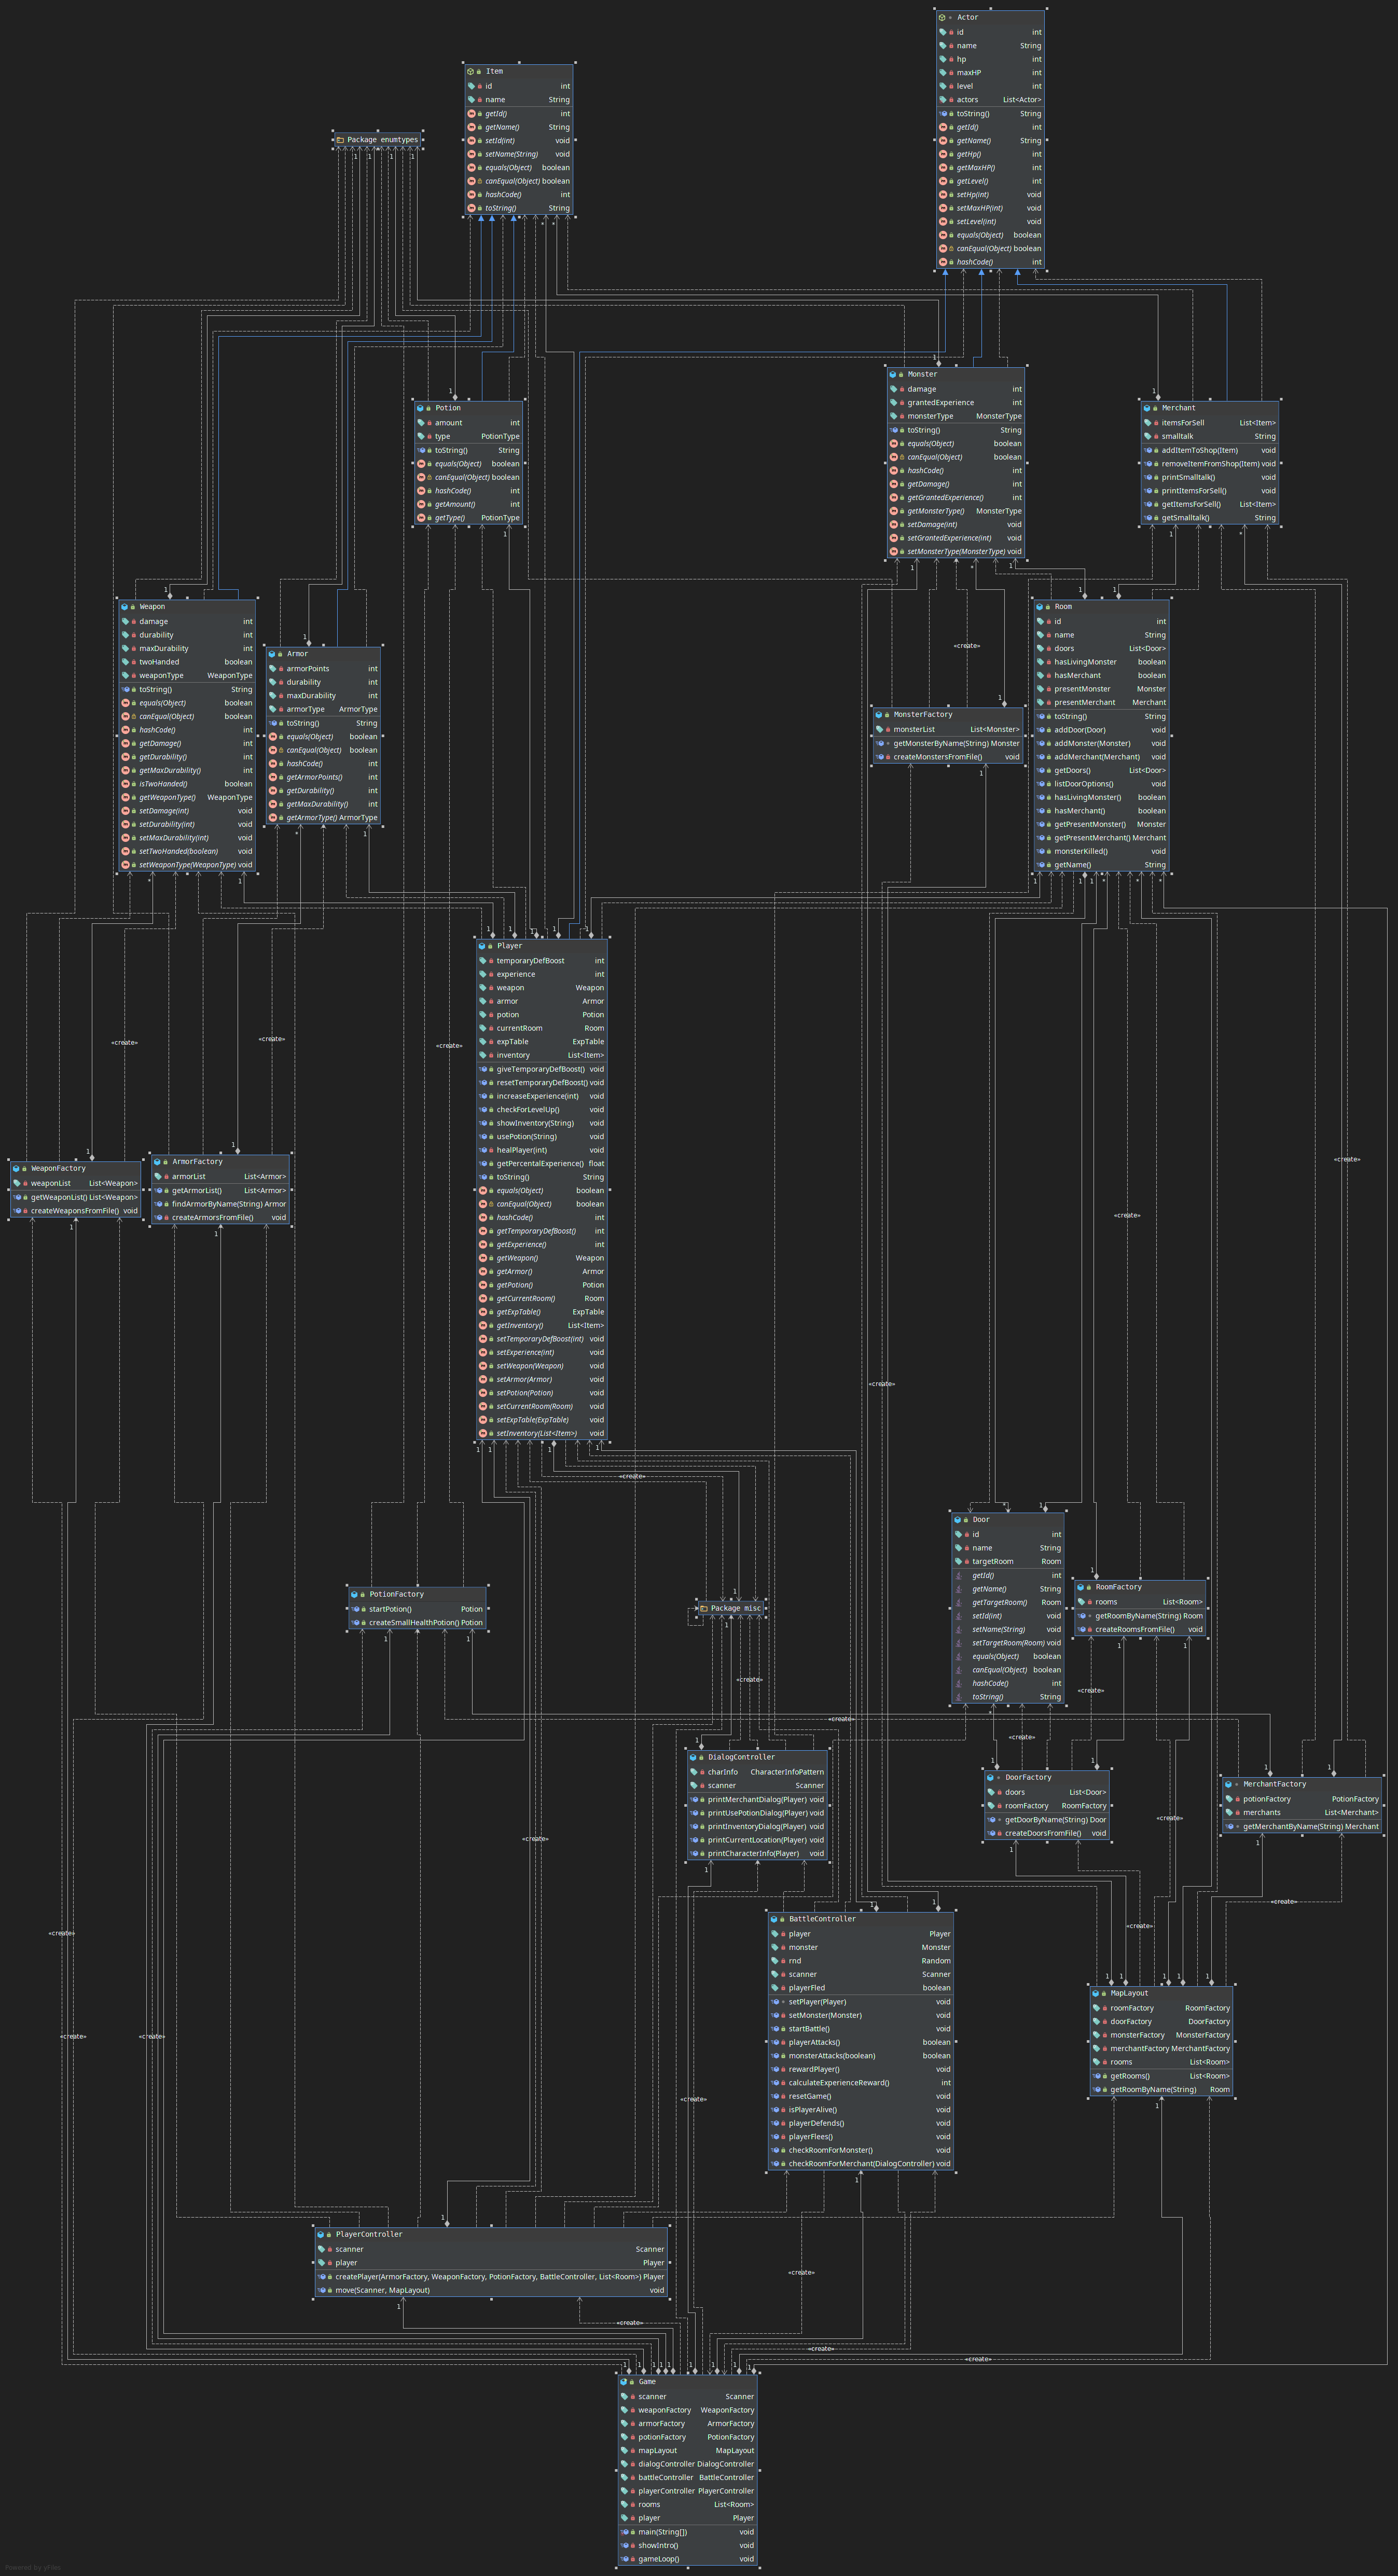 Actor
id int
name String
hp int
maxHP int
level int
actors List<Actor>
toString() String
getId() int
getName() String
getHp() int
getMaxHP() int
getLevel() int
setHp(int) void
setMaxHP(int) void
setLevel(int) void
equals(Object) boolean
canEqual(Object) boolean
hashCode() int
Item
id int
name String
getId() int
getName() String
setId(int) void
setName(String) void
equals(Object) boolean
canEqual(Object) boolean
hashCode() int
toString() String
Package enumtypes
Monster
damage int
grantedExperience int
monsterType MonsterType
toString() String
equals(Object) boolean
canEqual(Object) boolean
hashCode() int
getDamage() int
getGrantedExperience() int
getMonsterType() MonsterType
setDamage(int) void
setGrantedExperience(int) void
setMonsterType(MonsterType) void
Potion
amount int
type PotionType
toString() String
equals(Object) boolean
canEqual(Object) boolean
hashCode() int
getAmount() int
getType() PotionType
Merchant
itemsForSell List<Item>
smalltalk String
addItemToShop(Item) void
removeItemFromShop(Item) void
printSmalltalk() void
printItemsForSell() void
getItemsForSell() List<Item>
getSmalltalk() String
Weapon
damage int
durability int
maxDurability int
twoHanded boolean
weaponType WeaponType
toString() String
equals(Object) boolean
canEqual(Object) boolean
hashCode() int
getDamage() int
getDurability() int
getMaxDurability() int
isTwoHanded() boolean
getWeaponType() WeaponType
setDamage(int) void
setDurability(int) void
setMaxDurability(int) void
setTwoHanded(boolean) void
setWeaponType(WeaponType) void
Armor
armorPoints int
durability int
maxDurability int
armorType ArmorType
toString() String
equals(Object) boolean
canEqual(Object) boolean
hashCode() int
getArmorPoints() int
getDurability() int
getMaxDurability() int
getArmorType() ArmorType
Room
id int
name String
doors List<Door>
hasLivingMonster boolean
hasMerchant boolean
presentMonster Monster
presentMerchant Merchant
toString() String
addDoor(Door) void
addMonster(Monster) void
addMerchant(Merchant) void
getDoors() List<Door>
listDoorOptions() void
hasLivingMonster() boolean
hasMerchant() boolean
getPresentMonster() Monster
getPresentMerchant() Merchant
monsterKilled() void
getName() String
«create»
MonsterFactory
monsterList List<Monster>
getMonsterByName(String) Monster
createMonstersFromFile() void
Player
temporaryDefBoost int
experience int
weapon Weapon
armor Armor
potion Potion
currentRoom Room
expTable ExpTable
inventory List<Item>
giveTemporaryDefBoost() void
resetTemporaryDefBoost() void
increaseExperience(int) void
checkForLevelUp() void
showInventory(String) void
usePotion(String) void
healPlayer(int) void
getPercentalExperience() float
toString() String
equals(Object) boolean
canEqual(Object) boolean
hashCode() int
getTemporaryDefBoost() int
getExperience() int
getWeapon() Weapon
getArmor() Armor
getPotion() Potion
getCurrentRoom() Room
getExpTable() ExpTable
getInventory() List<Item>
setTemporaryDefBoost(int) void
setExperience(int) void
setWeapon(Weapon) void
setArmor(Armor) void
setPotion(Potion) void
setCurrentRoom(Room) void
setExpTable(ExpTable) void
setInventory(List<Item>) void
«create»
«create»
«create»
«create»
«create»
WeaponFactory
weaponList List<Weapon>
getWeaponList() List<Weapon>
createWeaponsFromFile() void
ArmorFactory
armorList List<Armor>
getArmorList() List<Armor>
findArmorByName(String) Armor
createArmorsFromFile() void
«create»
«create»
Door
id int
name String
targetRoom Room
getId() int
getName() String
getTargetRoom() Room
setId(int) void
setName(String) void
setTargetRoom(Room) void
equals(Object) boolean
canEqual(Object) boolean
hashCode() int
toString() String
PotionFactory
startPotion() Potion
createSmallHealthPotion() Potion
Package misc
RoomFactory
rooms List<Room>
getRoomByName(String) Room
createRoomsFromFile() void
«create»
«create»
«create»
«create»
DialogController
charInfo CharacterInfoPattern
scanner Scanner
printMerchantDialog(Player) void
printUsePotionDialog(Player) void
printInventoryDialog(Player) void
printCurrentLocation(Player) void
printCharacterInfo(Player) void
DoorFactory
doors List<Door>
roomFactory RoomFactory
getDoorByName(String) Door
createDoorsFromFile() void
MerchantFactory
potionFactory PotionFactory
merchants List<Merchant>
getMerchantByName(String) Merchant
«create»
«create»
«create»
«create»
«create»
BattleController
player Player
monster Monster
rnd Random
scanner Scanner
playerFled boolean
setPlayer(Player) void
setMonster(Monster) void
startBattle() void
playerAttacks() boolean
monsterAttacks(boolean) boolean
rewardPlayer() void
calculateExperienceReward() int
resetGame() void
isPlayerAlive() void
playerDefends() void
playerFlees() void
checkRoomForMonster() void
checkRoomForMerchant(DialogController) void
MapLayout
roomFactory RoomFactory
doorFactory DoorFactory
monsterFactory MonsterFactory
merchantFactory MerchantFactory
rooms List<Room>
getRooms() List<Room>
getRoomByName(String) Room
«create»
«create»
«create»
«create»
PlayerController
scanner Scanner
player Player
createPlayer(ArmorFactory, WeaponFactory, PotionFactory, BattleController, List<Room>) Player
move(Scanner, MapLayout) void
«create»
«create»
«create»
Game
scanner Scanner
weaponFactory WeaponFactory
armorFactory ArmorFactory
potionFactory PotionFactory
mapLayout MapLayout
dialogController DialogController
battleController BattleController
playerController PlayerController
rooms List<Room>
player Player
main(String[]) void
showIntro() void
gameLoop() void
Powered by yFiles